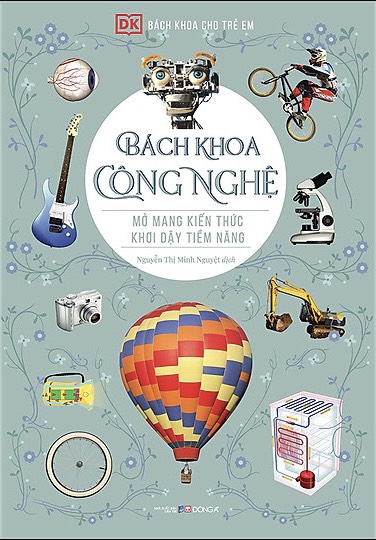 DK BÁCH KHOA CHO TRẺ EM
BÁCH KHOA
CÔNG NGHỆ
MỞ MANG KIẾN THỨC
KHƠI DẬY TIỀM NĂNG
Nguyễn Thị Minh Nguyệt dịch
ĐÔNG A